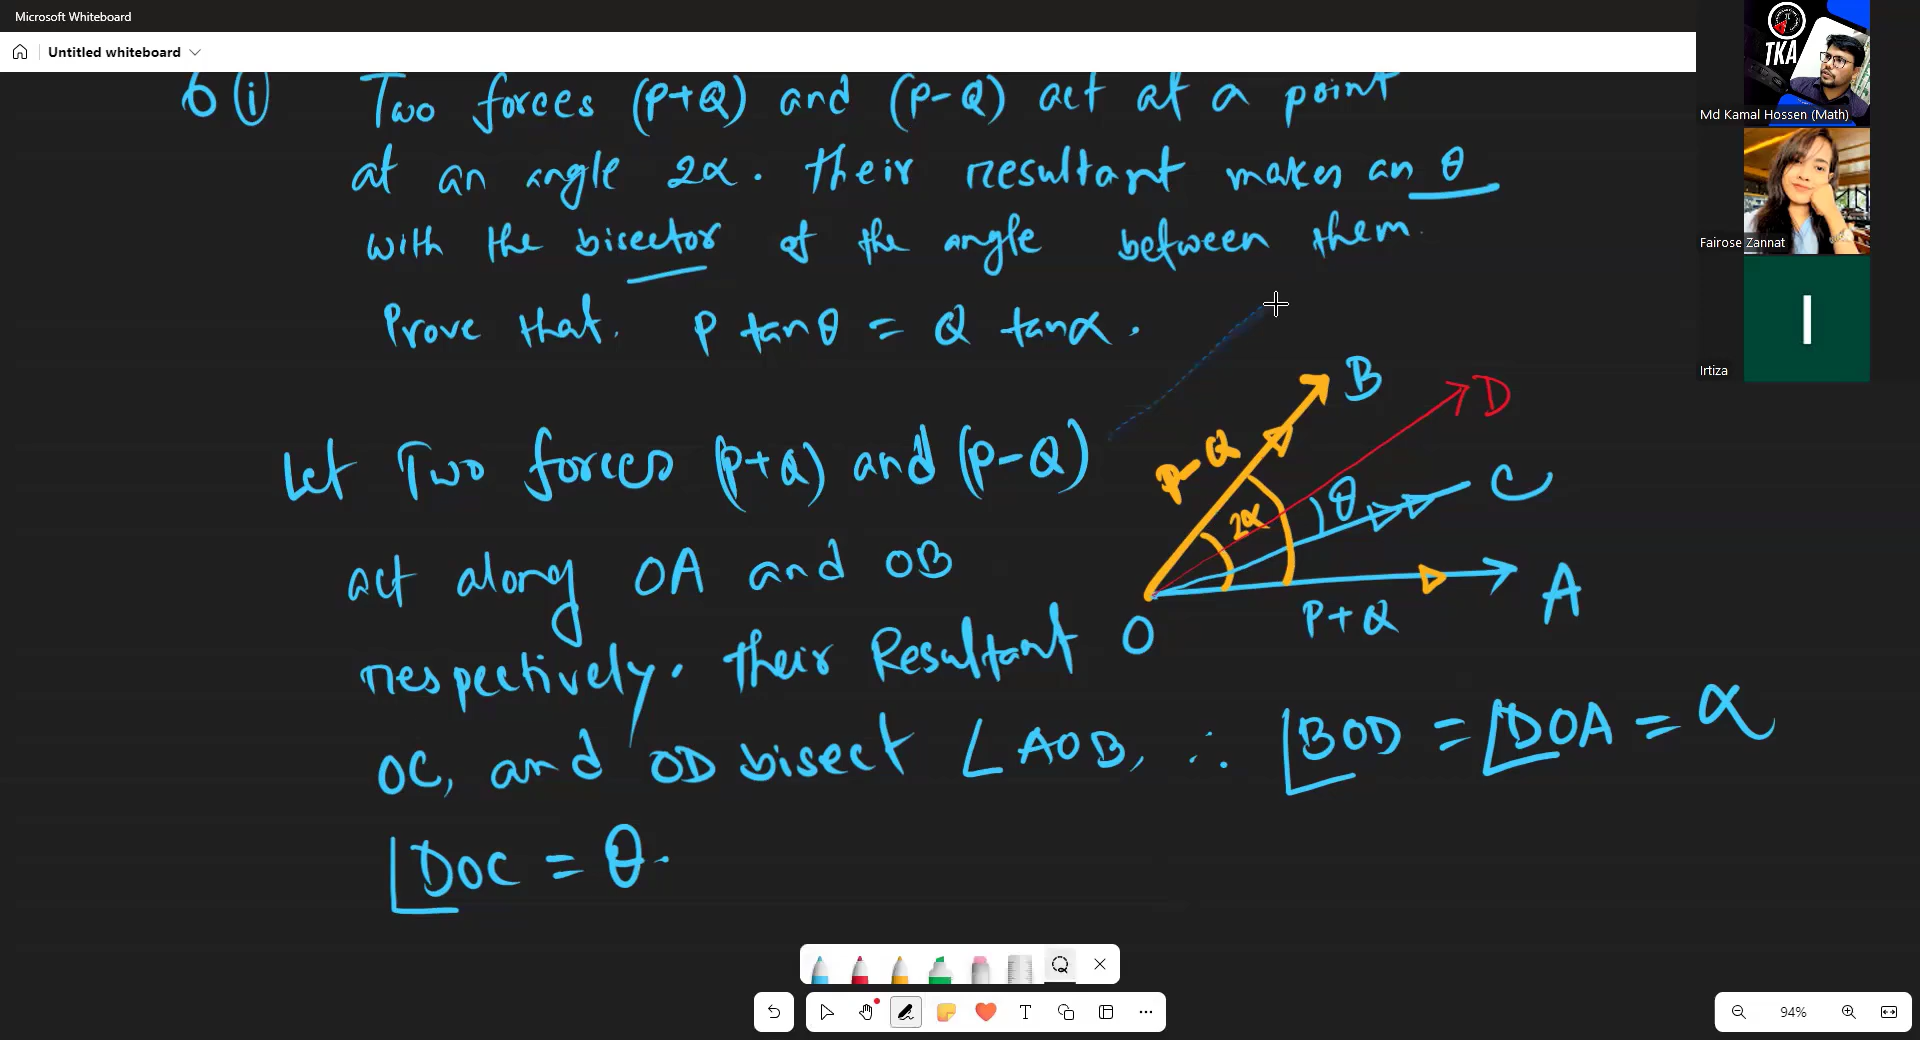 Microsoft Whiteboard
Untitled whiteboard
6 (i) Two forces (P+Q) and (P-Q) act at a point
at an angle 2α. Their resultant makes an θ
with the bisector of the angle between them.
Prove that. P tanθ = Q tanα.
Let Two forces (P+Q) and (P-Q)
act along OA and OB
respectively. Their Resultant
OC, and OD bisect ∠AOB, ∴ ∠BOD = ∠DOA = α
∠DOC = θ.
B
D
P-Q
2α
θ
C
A
P+Q
O
TKA
Md Kamal Hossen (Math)
Fairose Zannat
I
Irtiza
94%